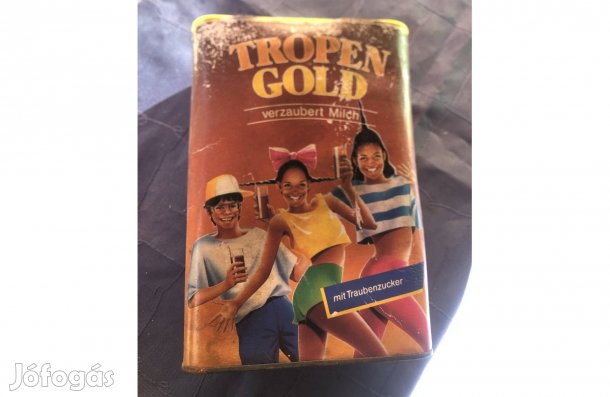 TROPEN
GOLD
verzaubert Milch
mit Traubenzucker
Jófogás